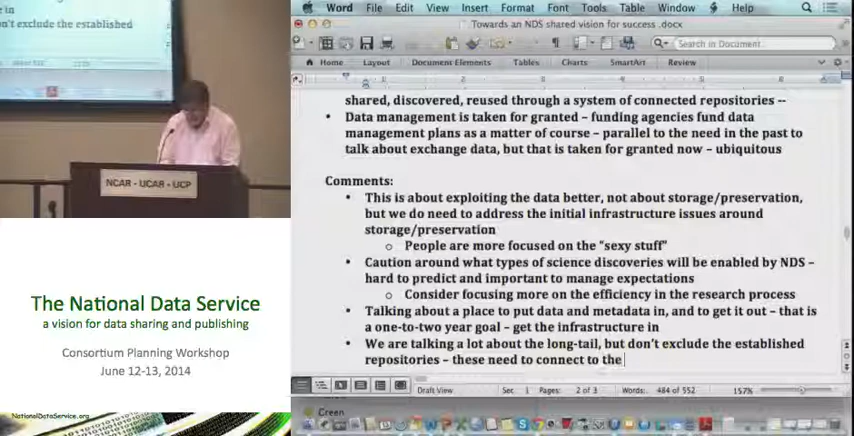 in
n't exclude the established
NCAR - UCAR - UCP
The National Data Service
a vision for data sharing and publishing
Consortium Planning Workshop
June 12-13, 2014
NationalDataService.org
Word File Edit View Insert Format Font Tools Table Window Help
Towards an NDS shared vision for success .docx
Search in Document
Home Layout Document Elements Tables Charts SmartArt Review
shared, discovered, reused through a system of connected repositories --
• Data management is taken for granted – funding agencies fund data
management plans as a matter of course – parallel to the need in the past to
talk about exchange data, but that is taken for granted now – ubiquitous
Comments:
• This is about exploiting the data better, not about storage/preservation,
but we do need to address the initial infrastructure issues around
storage/preservation
o People are more focused on the "sexy stuff"
• Caution around what types of science discoveries will be enabled by NDS –
hard to predict and important to manage expectations
o Consider focusing more on the efficiency in the research process
• Talking about a place to put data and metadata in, and to get it out – that is
a one-to-two year goal – get the infrastructure in
• We are talking a lot about the long-tail, but don't exclude the established
repositories – these need to connect to the
Draft View Sec 1 Pages: 2 of 3 Words: 484 of 552 157%
Creen